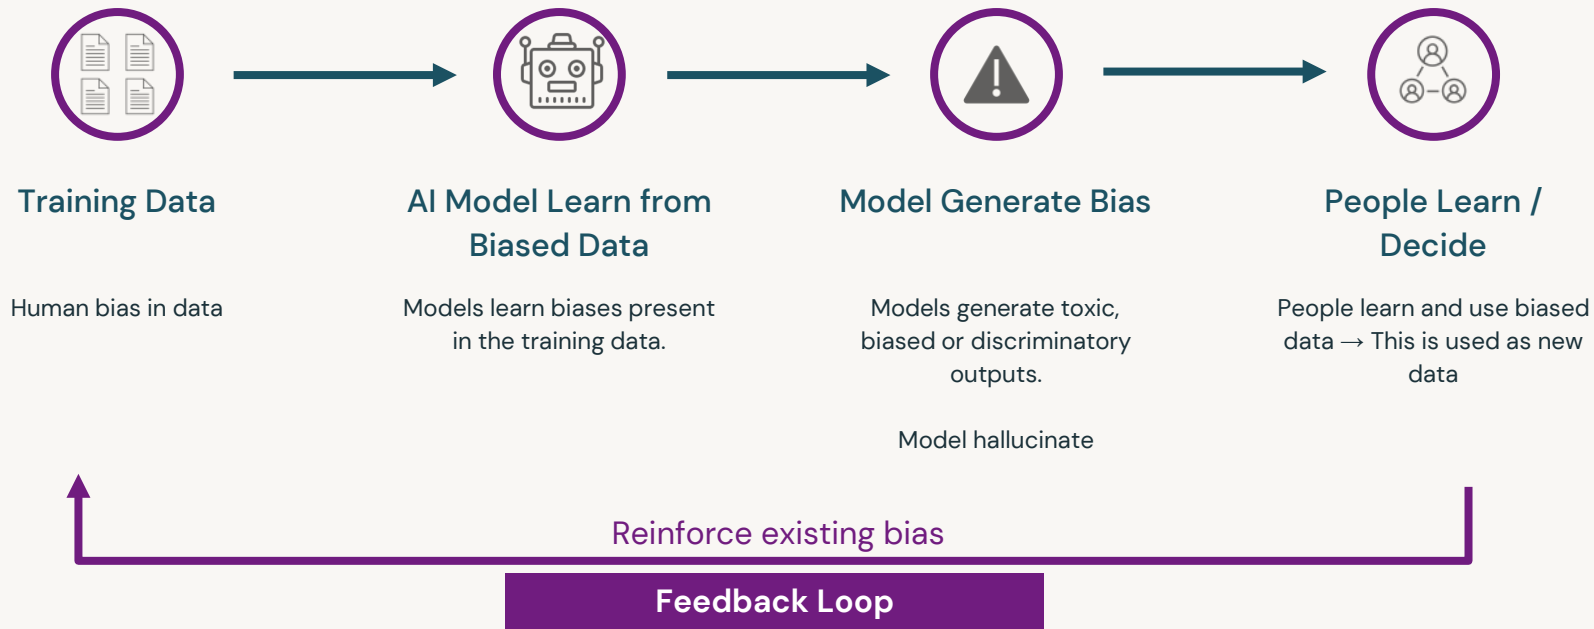 Training Data
Human bias in data
AI Model Learn from
Biased Data
Models learn biases present
in the training data.
Model Generate Bias
Models generate toxic,
biased or discriminatory
outputs.
Model hallucinate
People Learn /
Decide
People learn and use biased
data → This is used as new
data
Reinforce existing bias
Feedback Loop